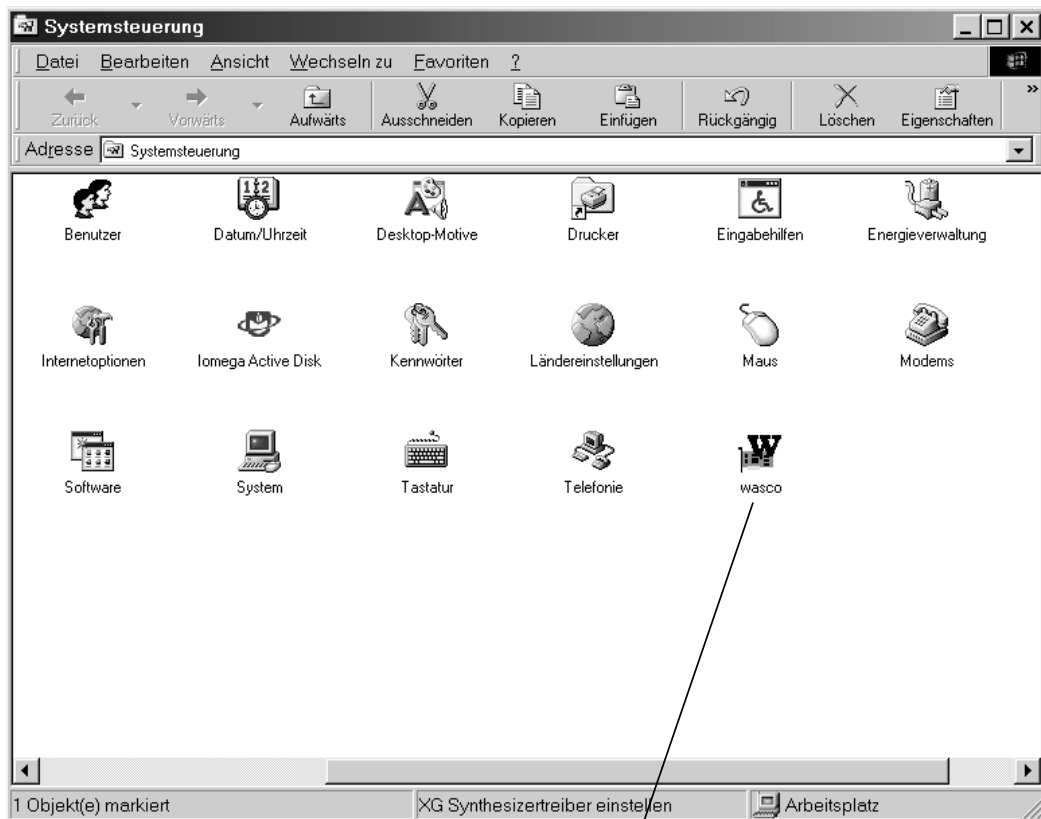 Systemsteuerung
Datei Bearbeiten Ansicht Wechseln zu Favoriten ?
Zurück Vorwärts Aufwärts Ausschneiden Kopieren Einfügen Rückgängig Löschen Eigenschaften »
Adresse Systemsteuerung
Benutzer Datum/Uhrzeit Desktop-Motive Drucker Eingabehilfen Energieverwaltung
Internetoptionen Iomega Active Disk Kennwörter Ländereinstellungen Maus Modems
Software System Tastatur Telefonie wasco
1 Objekt(e) markiert XG Synthesizertreiber einstellen Arbeitsplatz